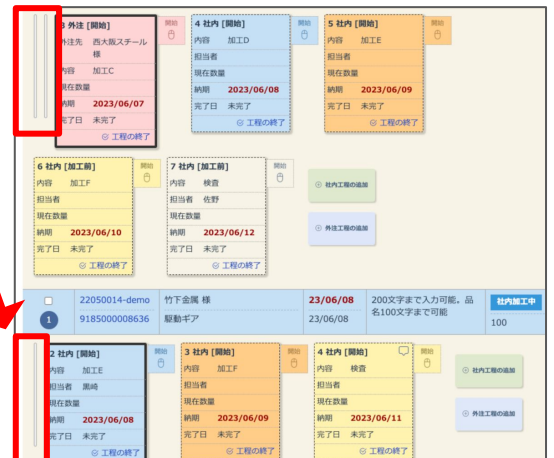 3 外注 [開始]
外注先 西大阪スチール
様
内容 加工C
現在数量
納期 2023/06/07
完了日 未完了
工程の終了
開始
4 社内 [開始]
内容 加工D
担当者
現在数量
納期 2023/06/08
完了日 未完了
工程の終了
開始
5 社内 [開始]
内容 加工E
担当者
現在数量
納期 2023/06/09
完了日 未完了
工程の終了
開始
6 社内 [加工前]
内容 加工F
担当者
現在数量
納期 2023/06/10
完了日 未完了
工程の終了
開始
7 社内 [加工前]
内容 検査
担当者 佐野
現在数量
納期 2023/06/12
完了日 未完了
工程の終了
開始
社内工程の追加
外注工程の追加
1
22050014-demo
9185000008636
竹下金属 様
駆動ギア
23/06/08
23/06/08
200文字まで入力可能。品
名100文字まで可能
社内加工中
100
2 社内 [開始]
内容 加工E
担当者 黒崎
現在数量
納期 2023/06/08
完了日 未完了
工程の終了
開始
3 社内 [開始]
内容 加工F
担当者
現在数量
納期 2023/06/09
完了日 未完了
工程の終了
開始
4 社内 [開始]
内容 検査
担当者
現在数量
納期 2023/06/11
完了日 未完了
工程の終了
開始
社内工程の追加
外注工程の追加